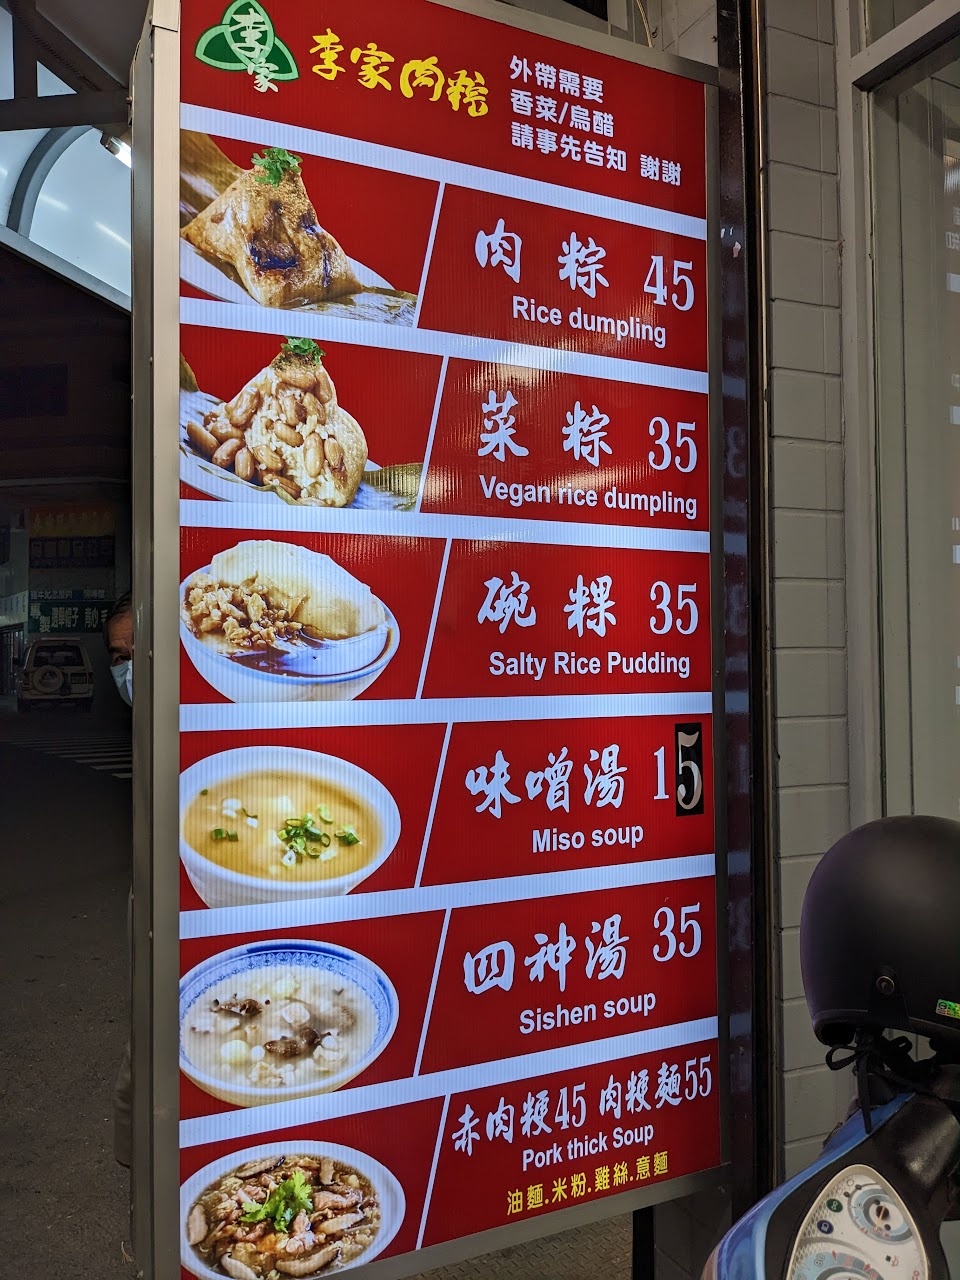 李家
李家肉粽
外帶需要
香菜/烏醋
請事先告知 謝謝
肉粽 45
Rice dumpling
菜粽 35
Vegan rice dumpling
碗粿 35
Salty Rice Pudding
味噌湯 15
Miso soup
四神湯 35
Sishen soup
赤肉粳45 肉粳麵55
Pork thick Soup
油麵.米粉.雞絲.意麵